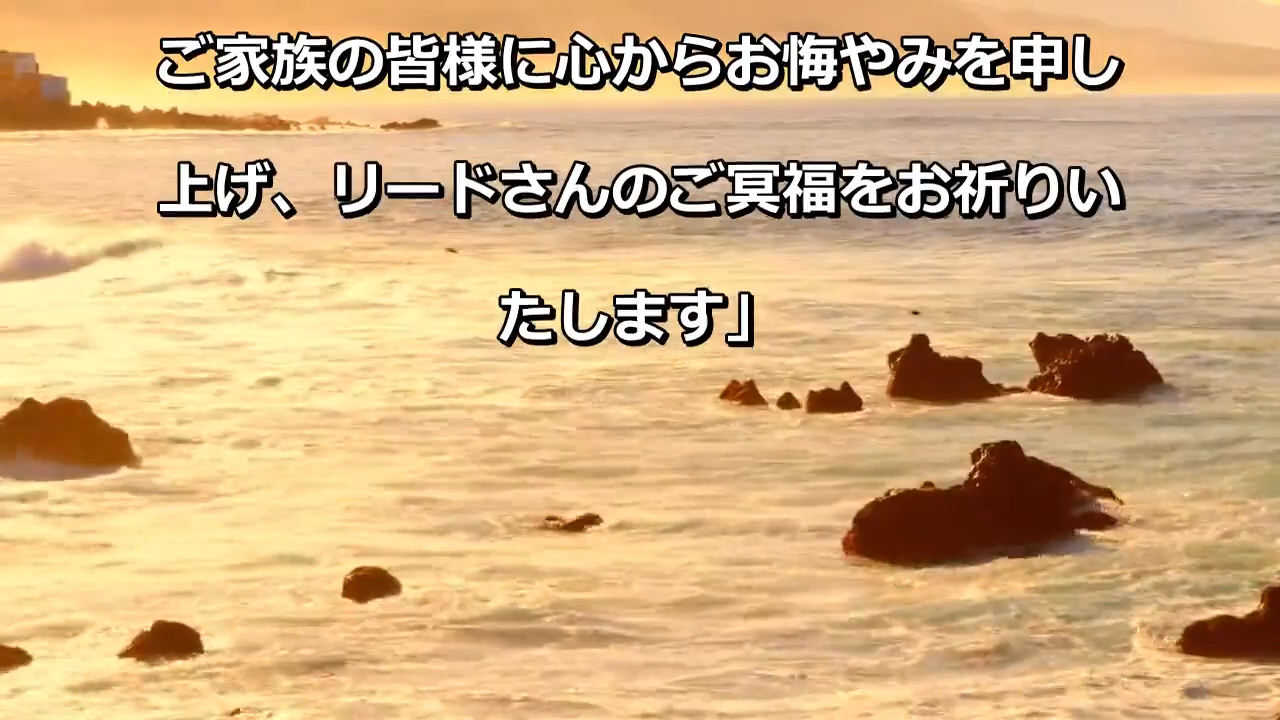 ご家族の皆様に心からお悔やみを申し
上げ、リードさんのご冥福をお祈りい
たします」